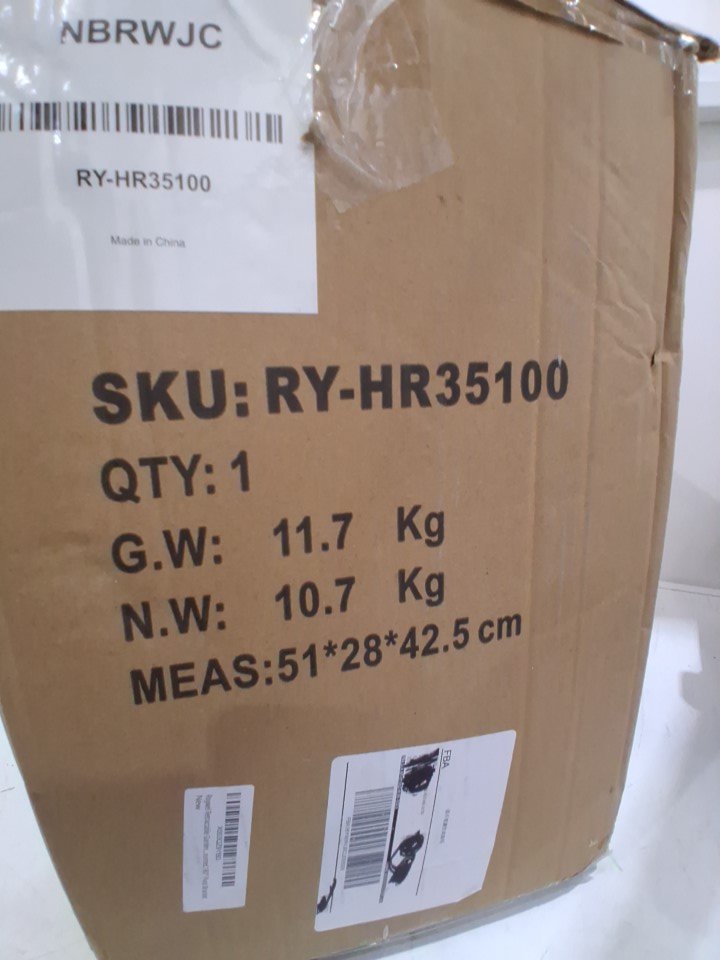 NBRWJC
RY-HR35100
Made in China
SKU: RY-HR35100
QTY: 1
G.W: 11.7 Kg
N.W: 10.7 Kg
MEAS:51*28*42.5 cm
FBA
New